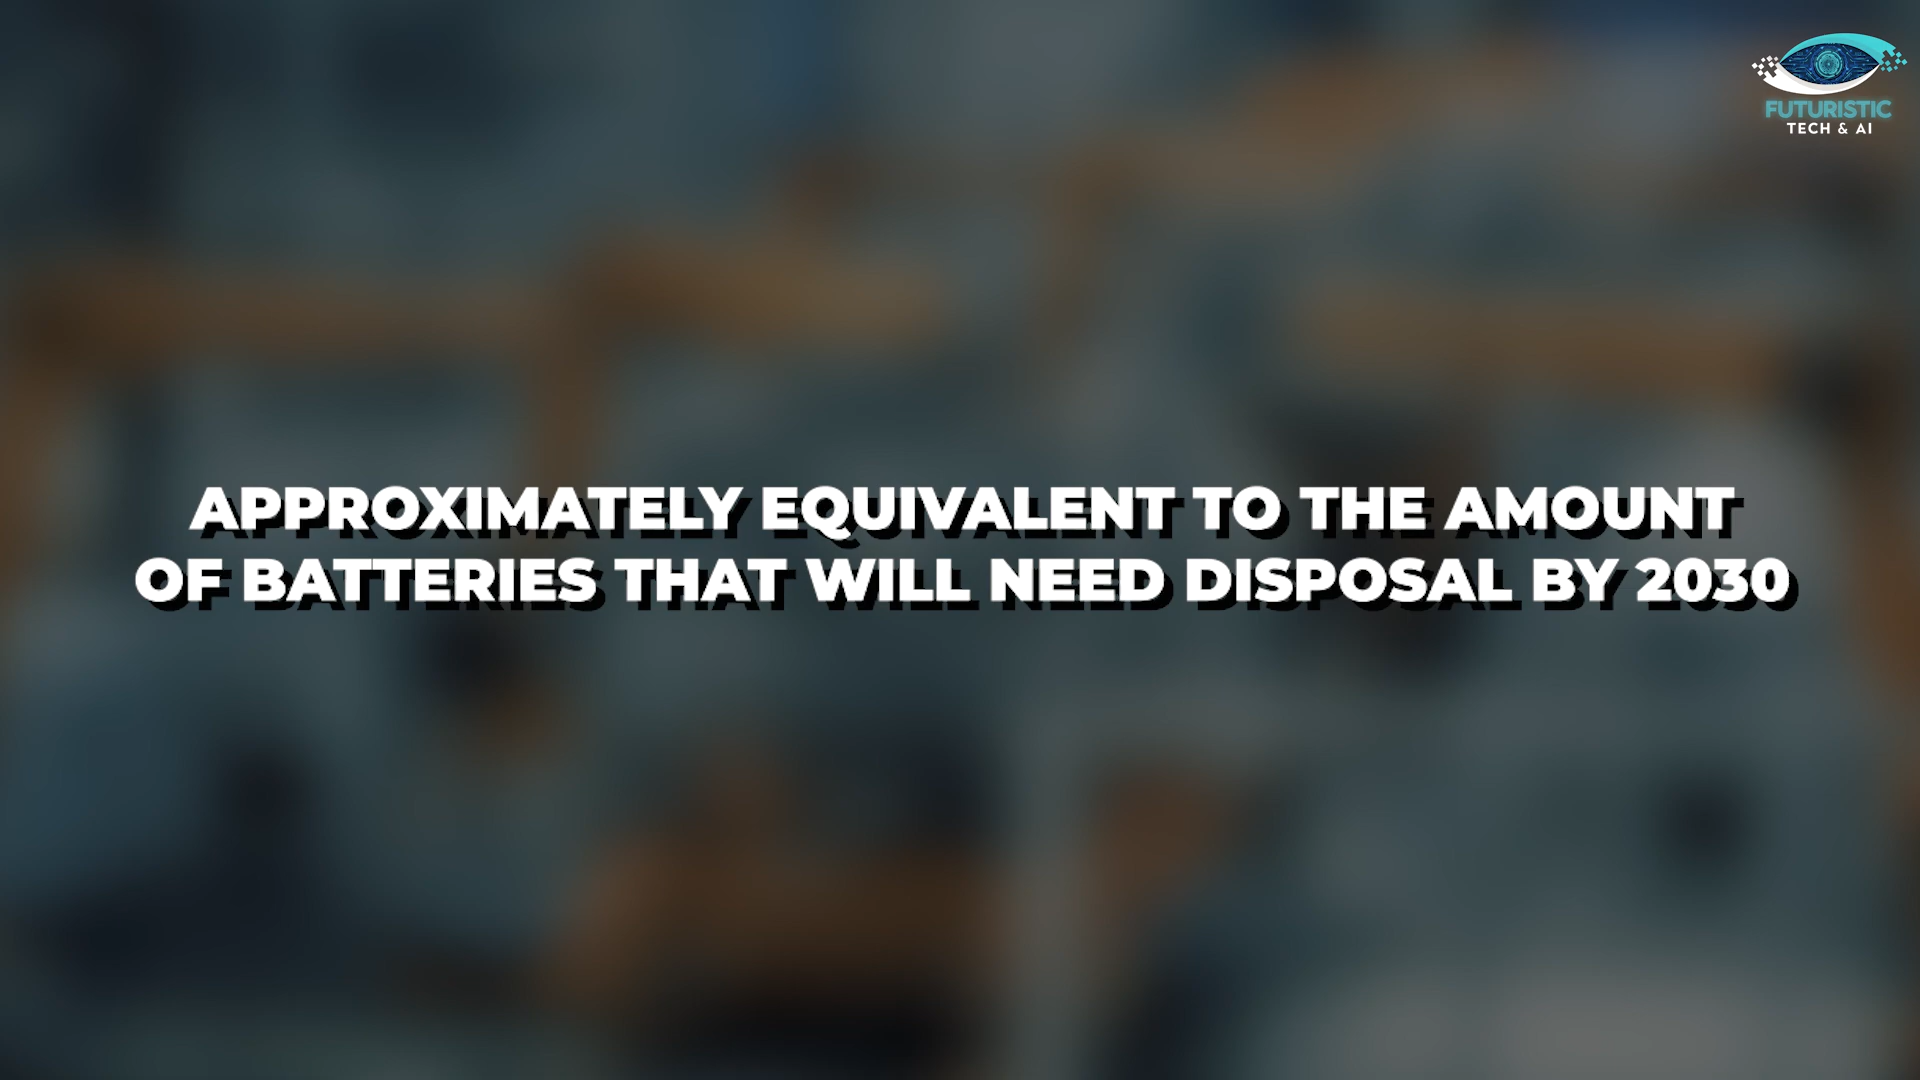 FUTURISTIC
TECH & AI
APPROXIMATELY EQUIVALENT TO THE AMOUNT
OF BATTERIES THAT WILL NEED DISPOSAL BY 2030